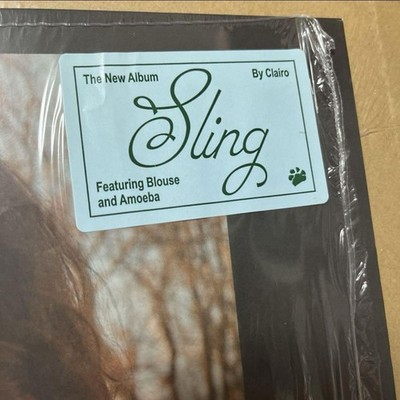 The New Album
By Clairo
Sling
Featuring Blouse
and Amoeba